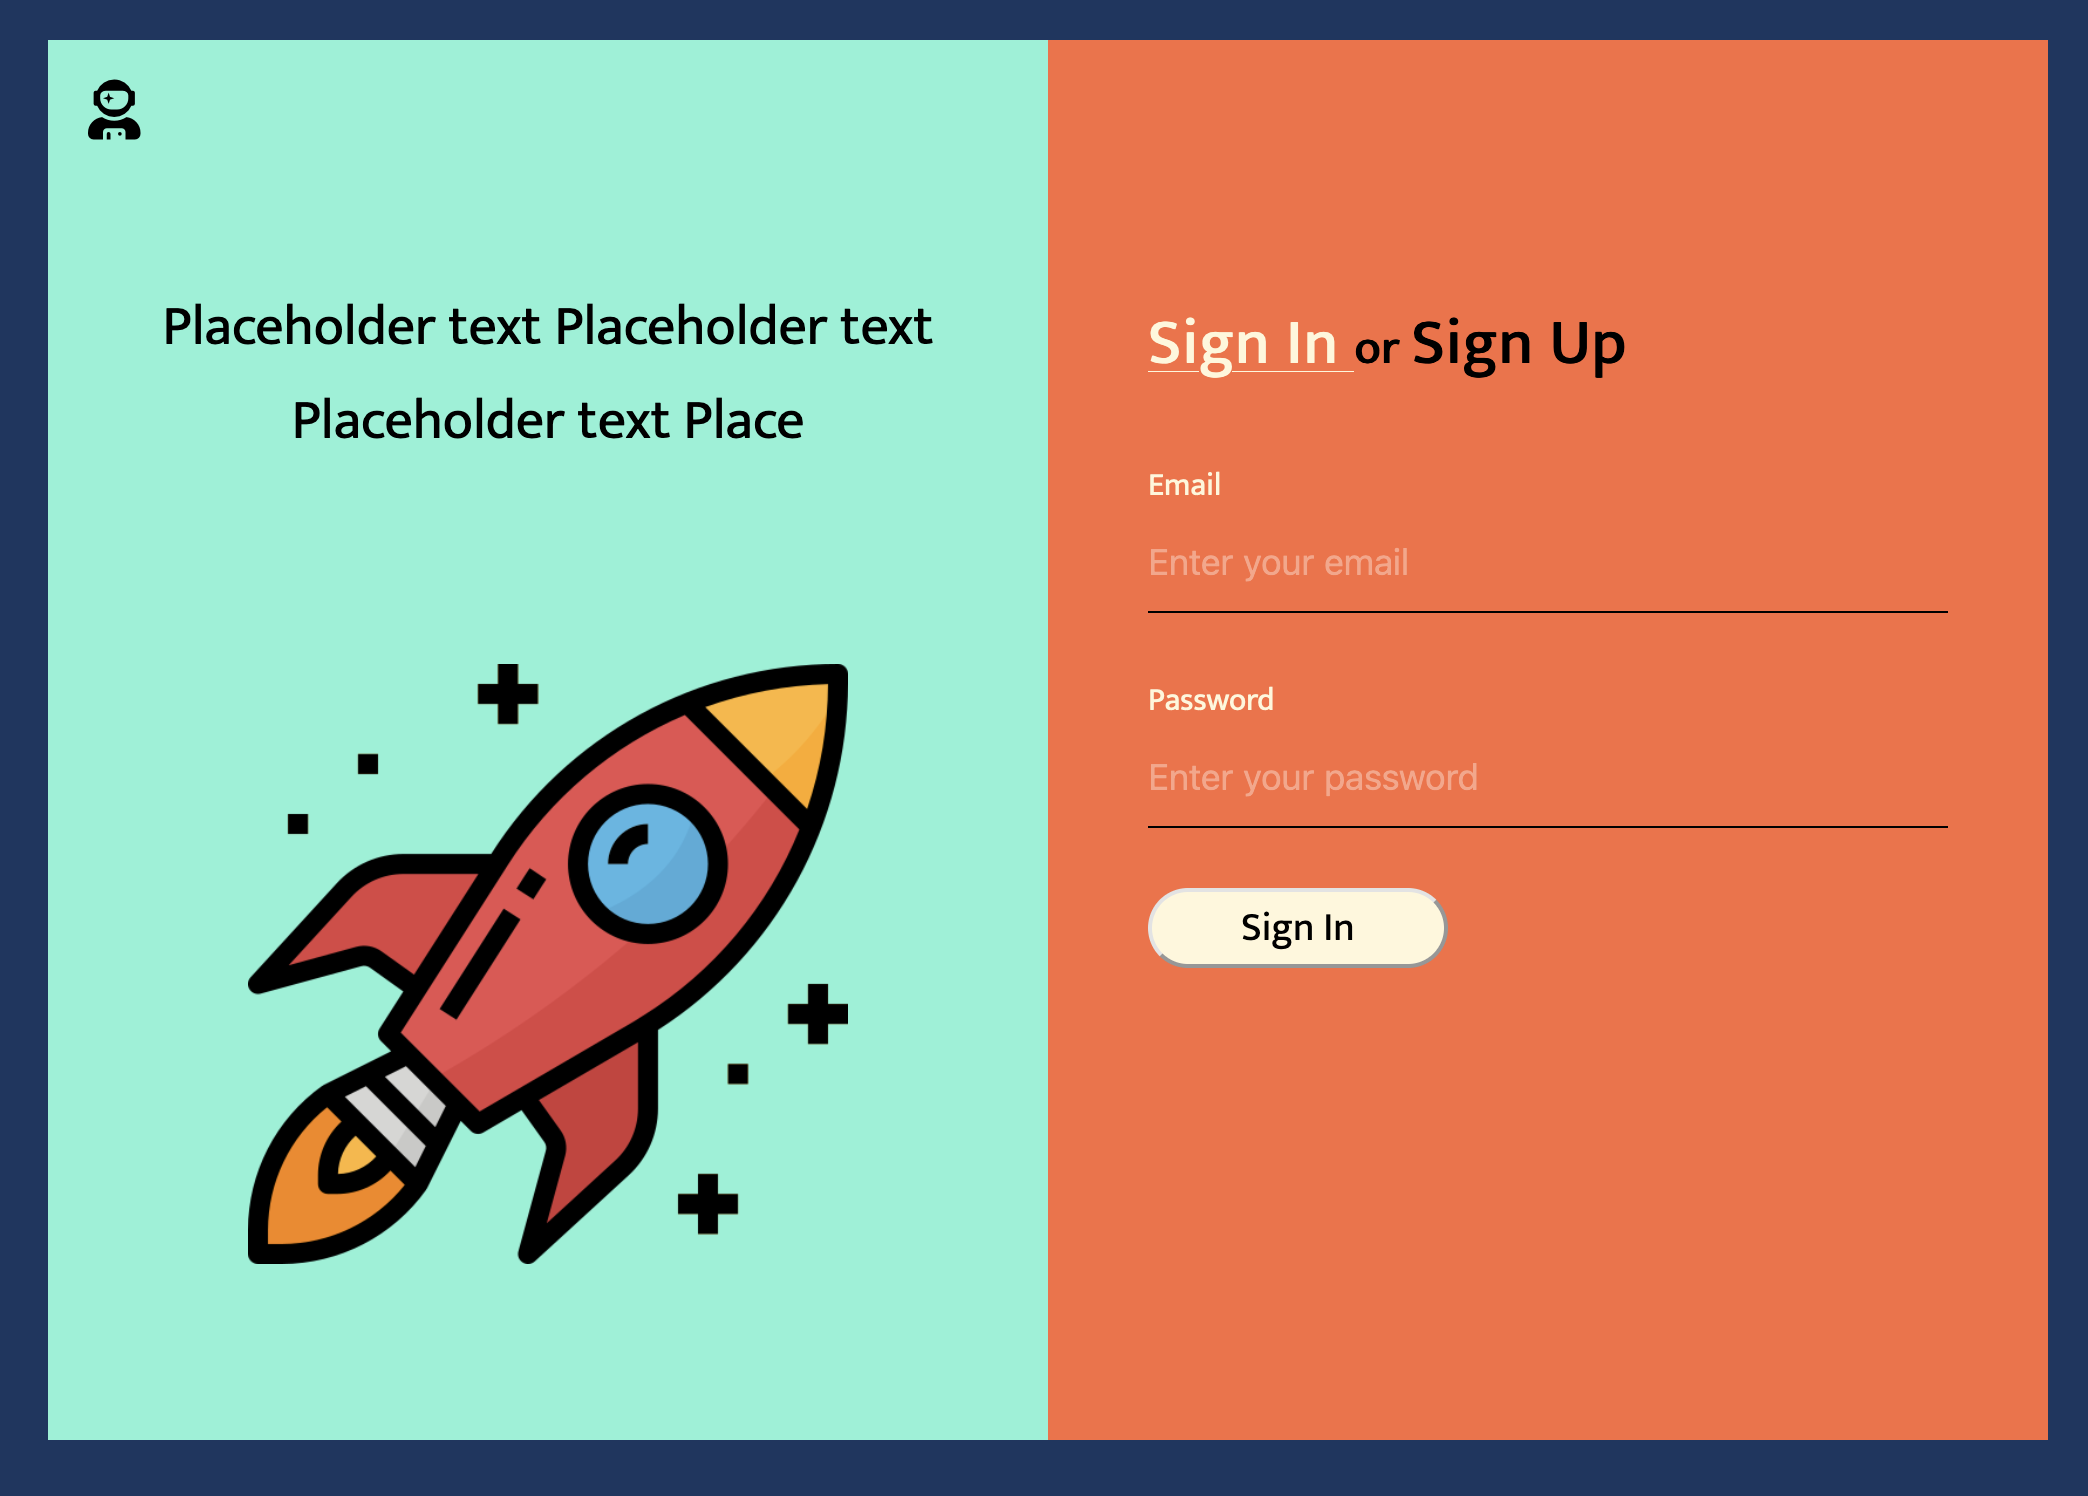 Placeholder text Placeholder text
Placeholder text Place
Sign In or Sign Up
Email
Enter your email
Password
Enter your password
Sign In